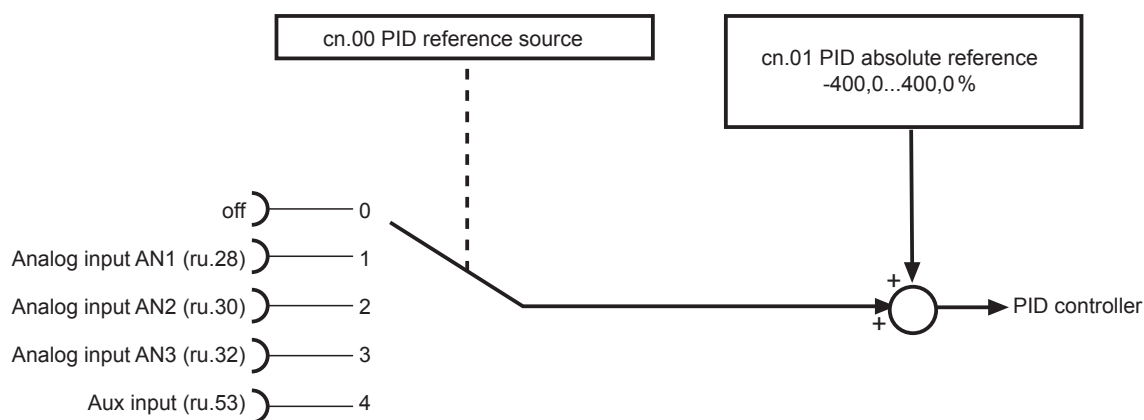 cn.00 PID reference source
cn.01 PID absolute reference
-400,0...400,0 %
off
0
Analog input AN1 (ru.28)
1
Analog input AN2 (ru.30)
2
Analog input AN3 (ru.32)
3
Aux input (ru.53)
4
+
+
PID controller